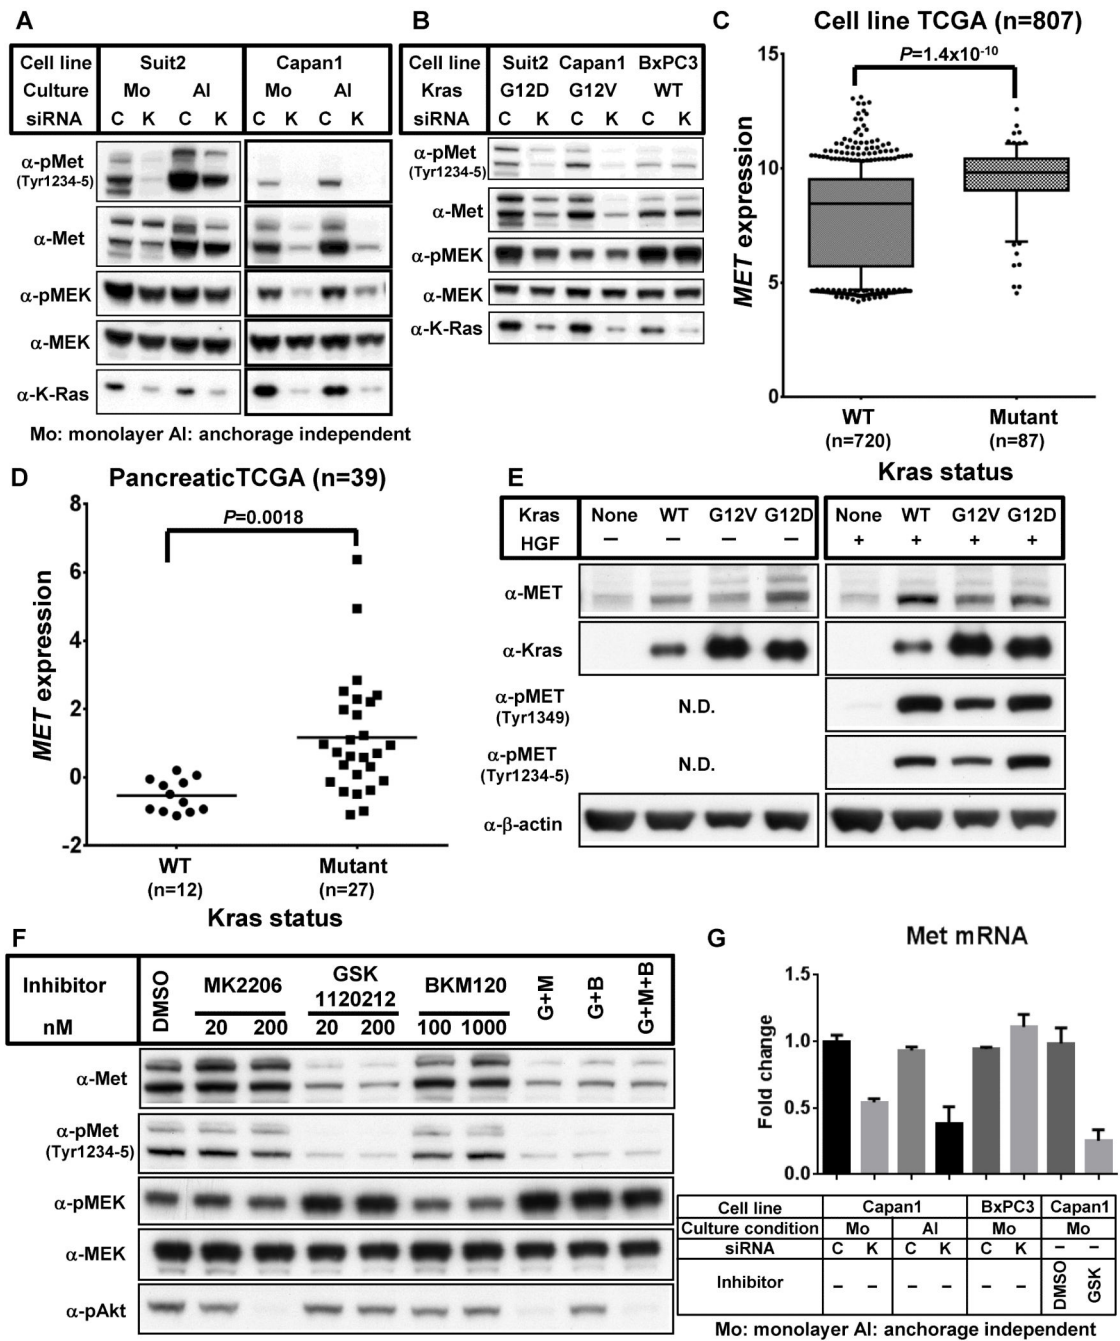 A
Cell line Suit2 Capan1
Culture Mo AI Mo AI
siRNA C K C K C K C K
α-pMet
(Tyr1234-5)
α-Met
α-pMEK
α-MEK
α-K-Ras
Mo: monolayer AI: anchorage independent
B
Cell line Suit2 Capan1 BxPC3
Kras G12D G12V WT
siRNA C K C K C K
α-pMet
(Tyr1234-5)
α-Met
α-pMEK
α-MEK
α-K-Ras
C
Cell line TCGA (n=807)
P=1.4x10-10
MET expression
15
10
5
0
WT Mutant
(n=720) (n=87)
Kras status
D
PancreaticTCGA (n=39)
P=0.0018
MET expression
8
6
4
2
0
-2
WT Mutant
(n=12) (n=27)
Kras status
E
Kras None WT G12V G12D None WT G12V G12D
HGF − − − − + + + +
α-MET
α-Kras
α-pMET
(Tyr1349)
N.D.
α-pMET
(Tyr1234-5)
N.D.
α-β-actin
F
Inhibitor DMSO MK2206 GSK 1120212 BKM120 G+M G+B G+M+B
nM 20 200 20 200 100 1000
α-Met
α-pMet
(Tyr1234-5)
α-pMEK
α-MEK
α-pAkt
G
Met mRNA
Fold change
1.5
1.0
0.5
0.0
Cell line Capan1 BxPC3 Capan1
Culture condition Mo AI Mo Mo
siRNA C K C K C K − −
Inhibitor − − − − − − DMSO GSK
Mo: monolayer AI: anchorage independent